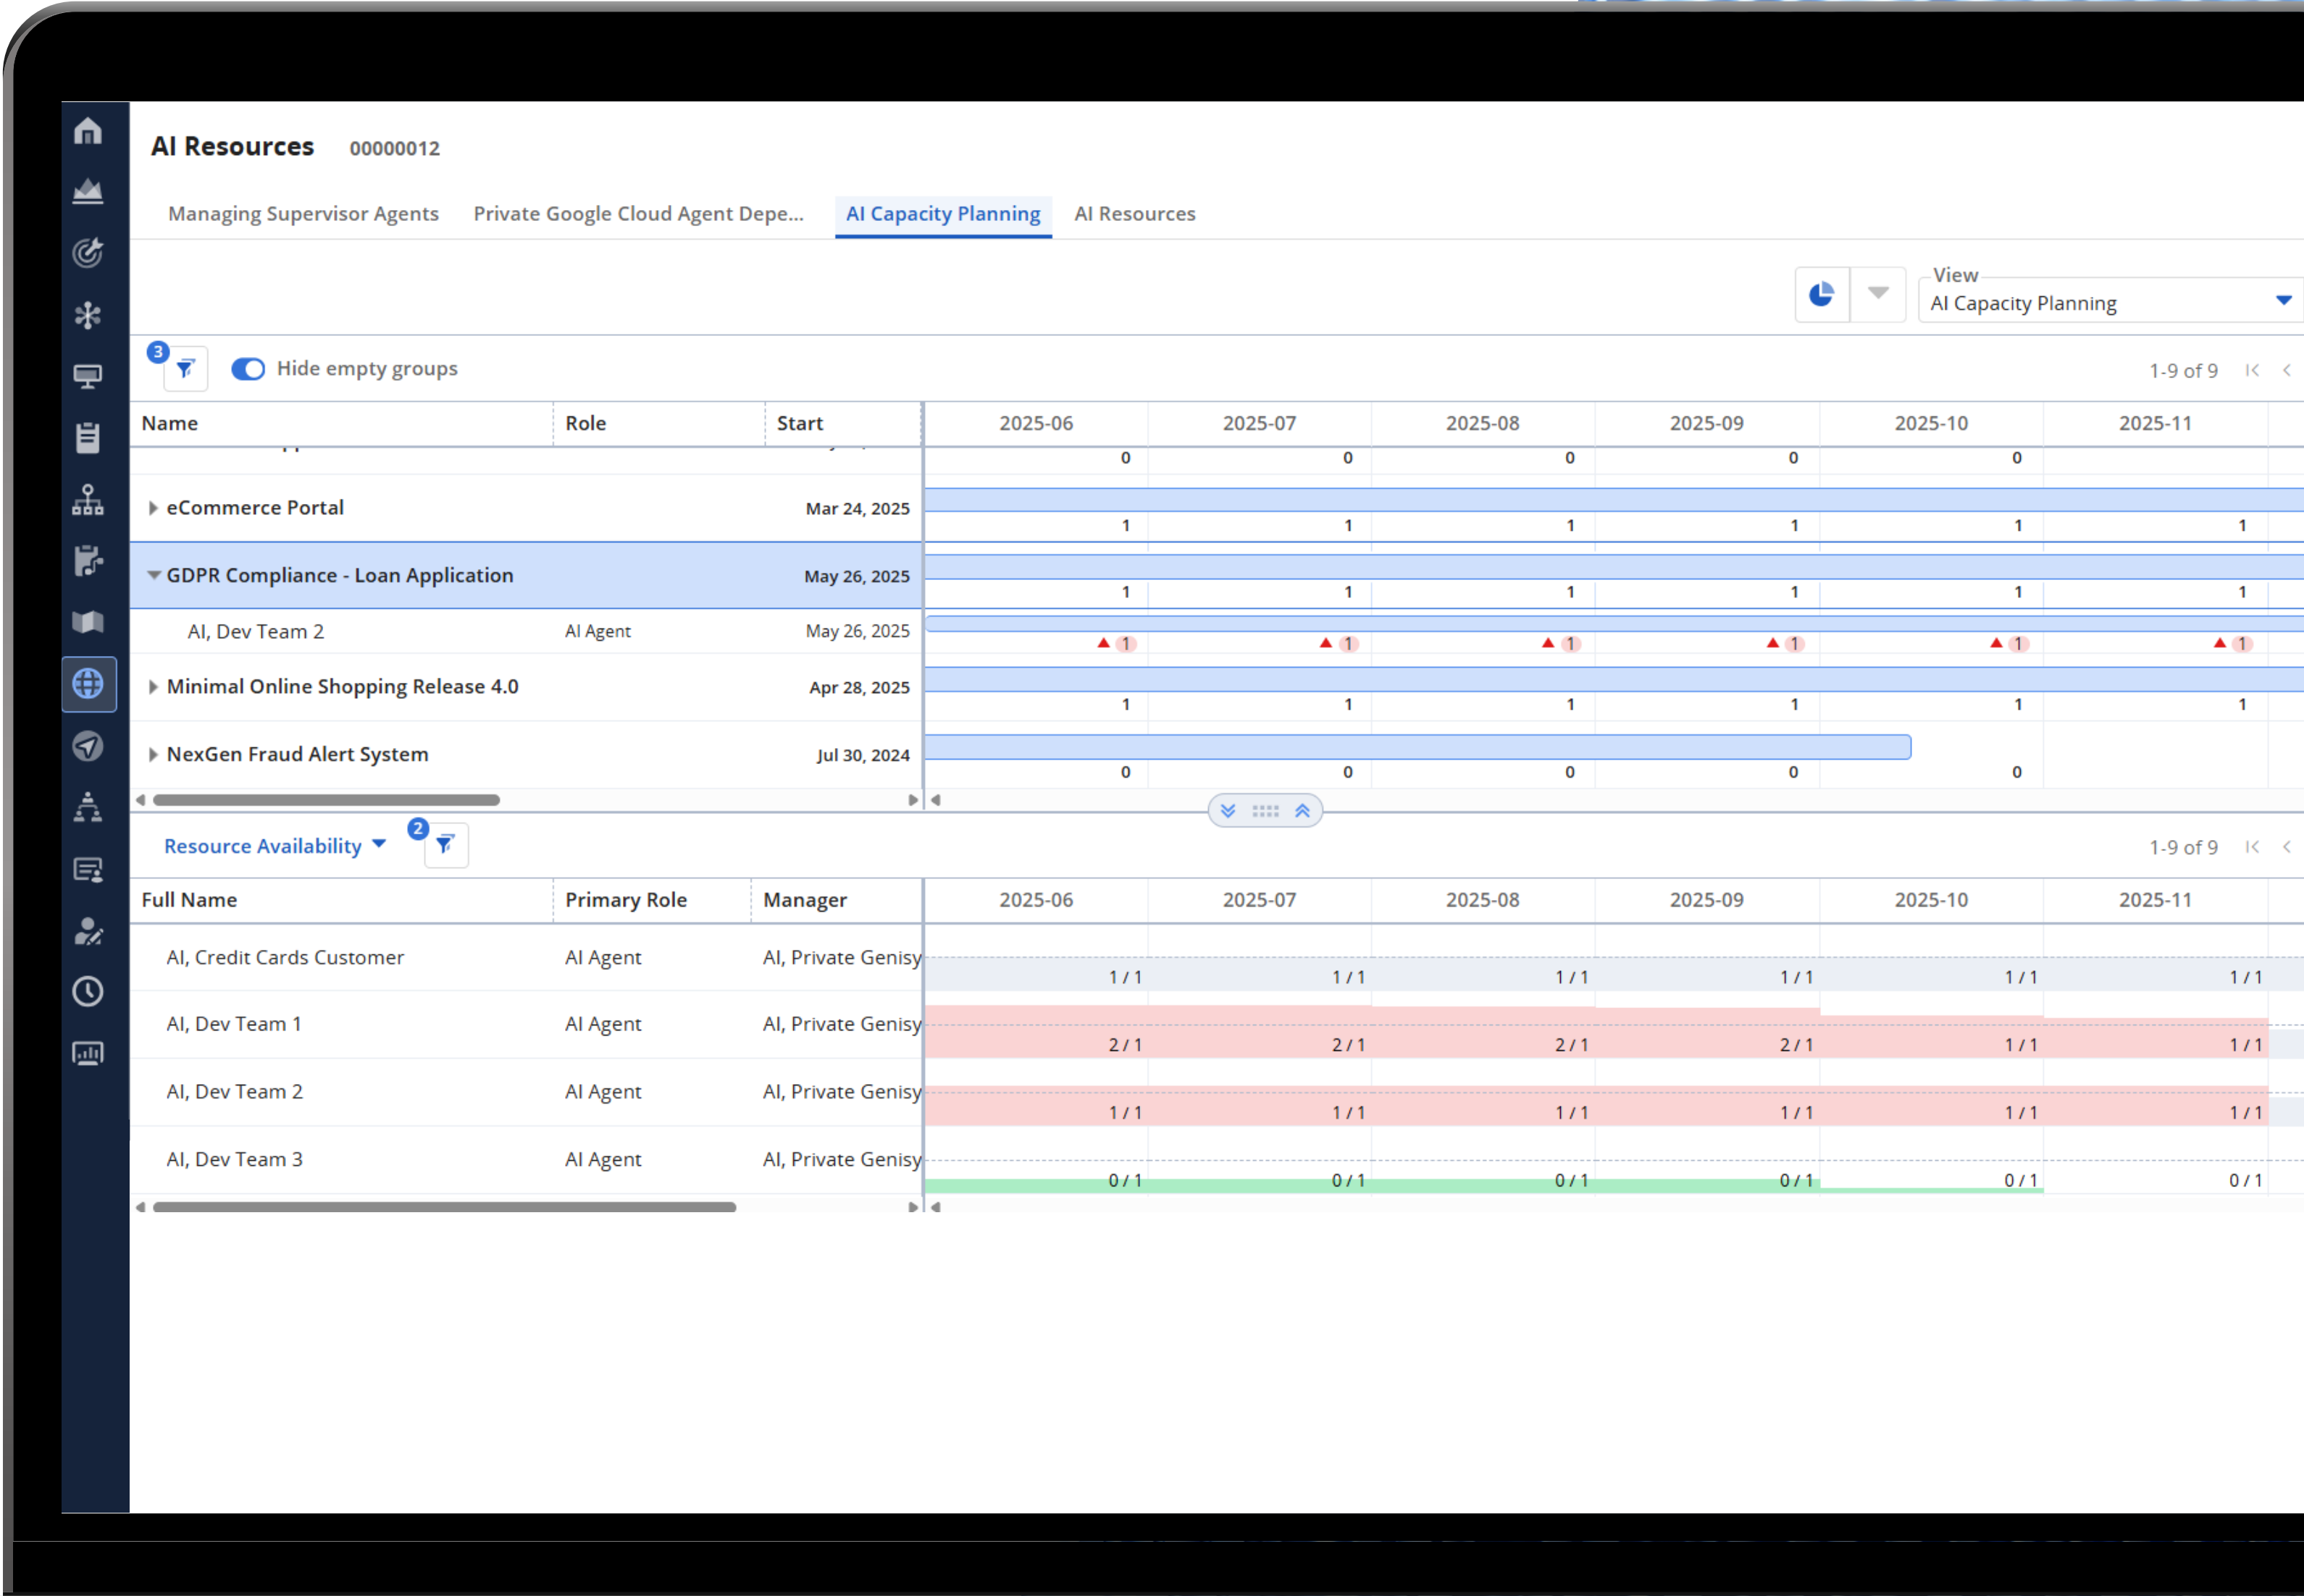 AI Resources 00000012
Managing Supervisor Agents Private Google Cloud Agent Depe... AI Capacity Planning AI Resources
View
AI Capacity Planning
3 Hide empty groups 1-9 of 9
Name Role Start 2025-06 2025-07 2025-08 2025-09 2025-10 2025-11
0 0 0 0 0
eCommerce Portal Mar 24, 2025
1 1 1 1 1 1
GDPR Compliance - Loan Application May 26, 2025
1 1 1 1 1 1
AI, Dev Team 2 AI Agent May 26, 2025
1 1 1 1 1 1
Minimal Online Shopping Release 4.0 Apr 28, 2025
1 1 1 1 1 1
NexGen Fraud Alert System Jul 30, 2024
0 0 0 0 0
Resource Availability 2 1-9 of 9
Full Name Primary Role Manager 2025-06 2025-07 2025-08 2025-09 2025-10 2025-11
AI, Credit Cards Customer AI Agent AI, Private Genisy
1 / 1 1 / 1 1 / 1 1 / 1 1 / 1 1 / 1
AI, Dev Team 1 AI Agent AI, Private Genisy
2 / 1 2 / 1 2 / 1 2 / 1 1 / 1 1 / 1
AI, Dev Team 2 AI Agent AI, Private Genisy
1 / 1 1 / 1 1 / 1 1 / 1 1 / 1 1 / 1
AI, Dev Team 3 AI Agent AI, Private Genisy
0 / 1 0 / 1 0 / 1 0 / 1 0 / 1 0 / 1